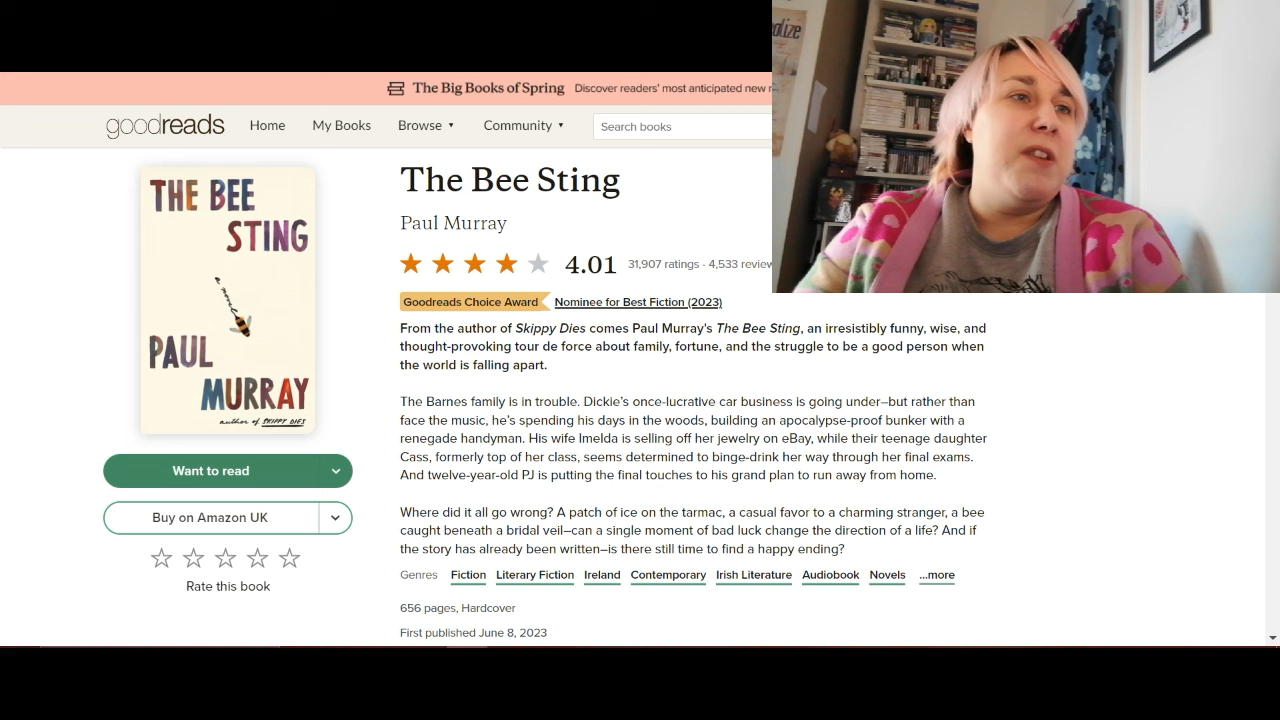 The Big Books of Spring Discover readers' most anticipated new
goodreads Home My Books Browse Community Search books
THE BEE
STING
a novel
PAUL
MURRAY
author of SKIPPY DIES
Want to read
Buy on Amazon UK
Rate this book
The Bee Sting
Paul Murray
4.01 31,907 ratings · 4,533 review
Goodreads Choice Award Nominee for Best Fiction (2023)
From the author of Skippy Dies comes Paul Murray's The Bee Sting, an irresistibly funny, wise, and
thought-provoking tour de force about family, fortune, and the struggle to be a good person when
the world is falling apart.
The Barnes family is in trouble. Dickie's once-lucrative car business is going under–but rather than
face the music, he's spending his days in the woods, building an apocalypse-proof bunker with a
renegade handyman. His wife Imelda is selling off her jewelry on eBay, while their teenage daughter
Cass, formerly top of her class, seems determined to binge-drink her way through her final exams.
And twelve-year-old PJ is putting the final touches to his grand plan to run away from home.
Where did it all go wrong? A patch of ice on the tarmac, a casual favor to a charming stranger, a bee
caught beneath a bridal veil–can a single moment of bad luck change the direction of a life? And if
the story has already been written–is there still time to find a happy ending?
Genres Fiction Literary Fiction Ireland Contemporary Irish Literature Audiobook Novels ...more
656 pages, Hardcover
First published June 8, 2023